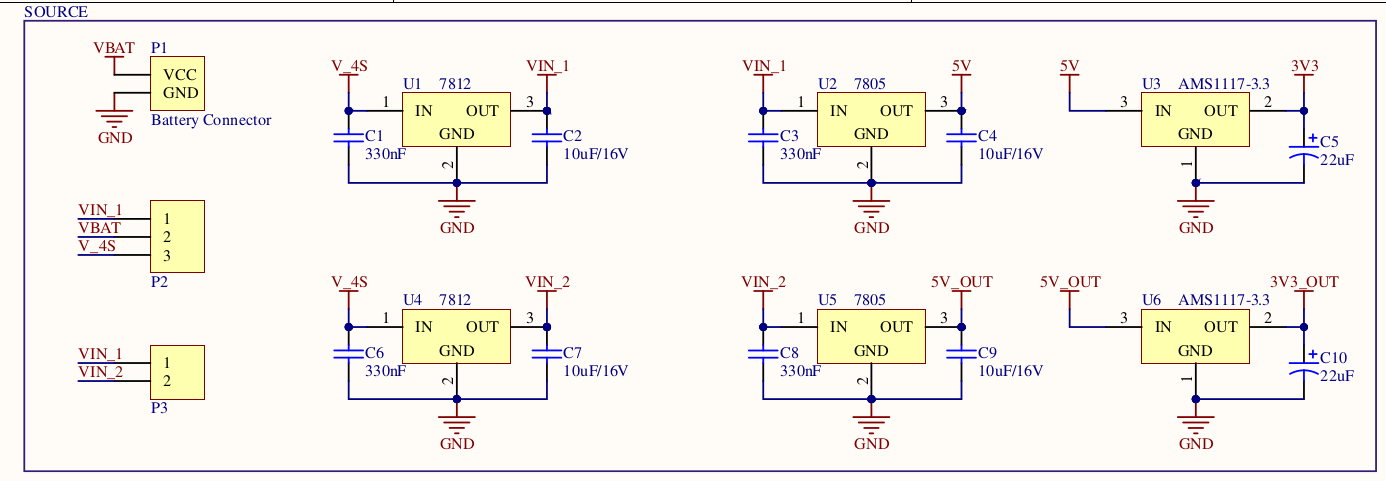 SOURCE
VBAT
P1
VCC
GND
GND
Battery Connector
V_4S
VIN_1
U1 7812
1 IN OUT 3
GND
2
C1
330nF
C2
10uF/16V
GND
VIN_1
5V
U2 7805
1 IN OUT 3
GND
2
C3
330nF
C4
10uF/16V
GND
5V
3V3
U3 AMS1117-3.3
3 IN OUT 2
GND
1
+
C5
22uF
GND
VIN_1 1
VBAT 2
V_4S 3
P2
V_4S
VIN_2
U4 7812
1 IN OUT 3
GND
2
C6
330nF
C7
10uF/16V
GND
VIN_2
5V_OUT
U5 7805
1 IN OUT 3
GND
2
C8
330nF
C9
10uF/16V
GND
5V_OUT
3V3_OUT
U6 AMS1117-3.3
3 IN OUT 2
GND
1
+
C10
22uF
GND
VIN_1 1
VIN_2 2
P3